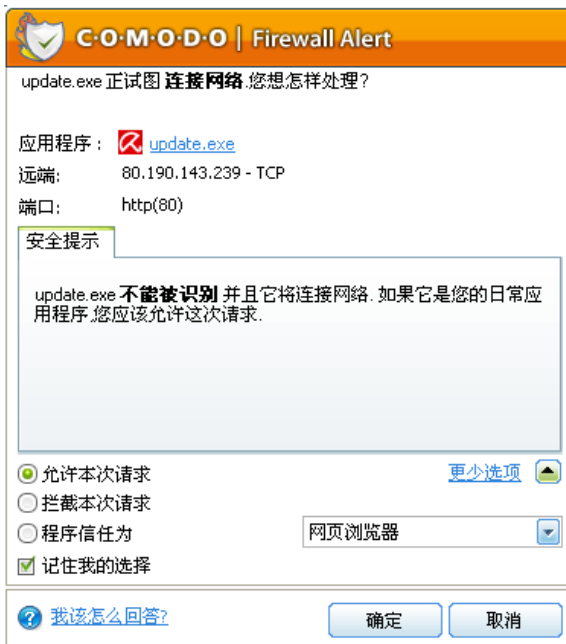 C·O·M·O·D·O | Firewall Alert
update.exe 正试图 连接网络.您想怎样处理?
应用程序： update.exe
远端: 80.190.143.239 - TCP
端口: http(80)
安全提示
update.exe 不能被识别 并且它将连接网络. 如果它是您的日常应
用程序,您应该允许这次请求.
允许本次请求 更少选项
拦截本次请求
程序信任为 网页浏览器
记住我的选择
我该怎么回答? 确定 取消